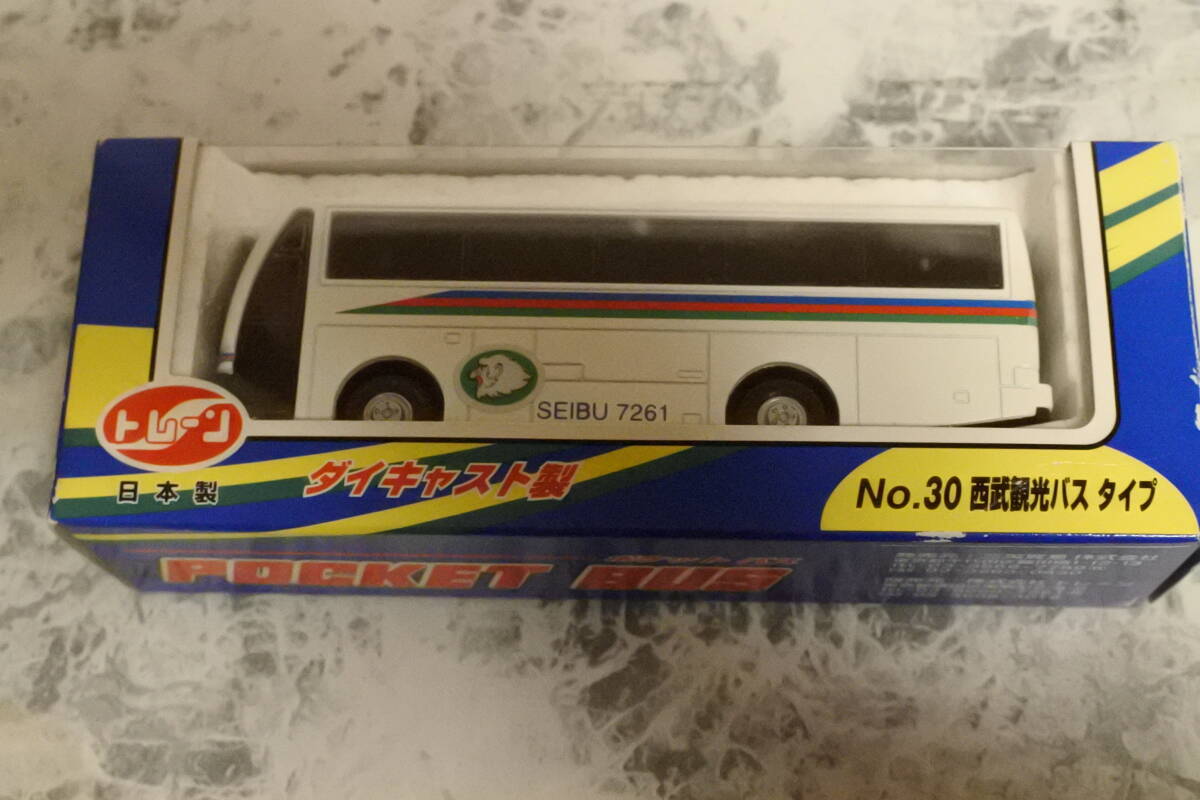 SEIBU 7261
トレーン
日本製
ダイキャスト製
No.30 西武観光バス タイプ
POCKET BUS